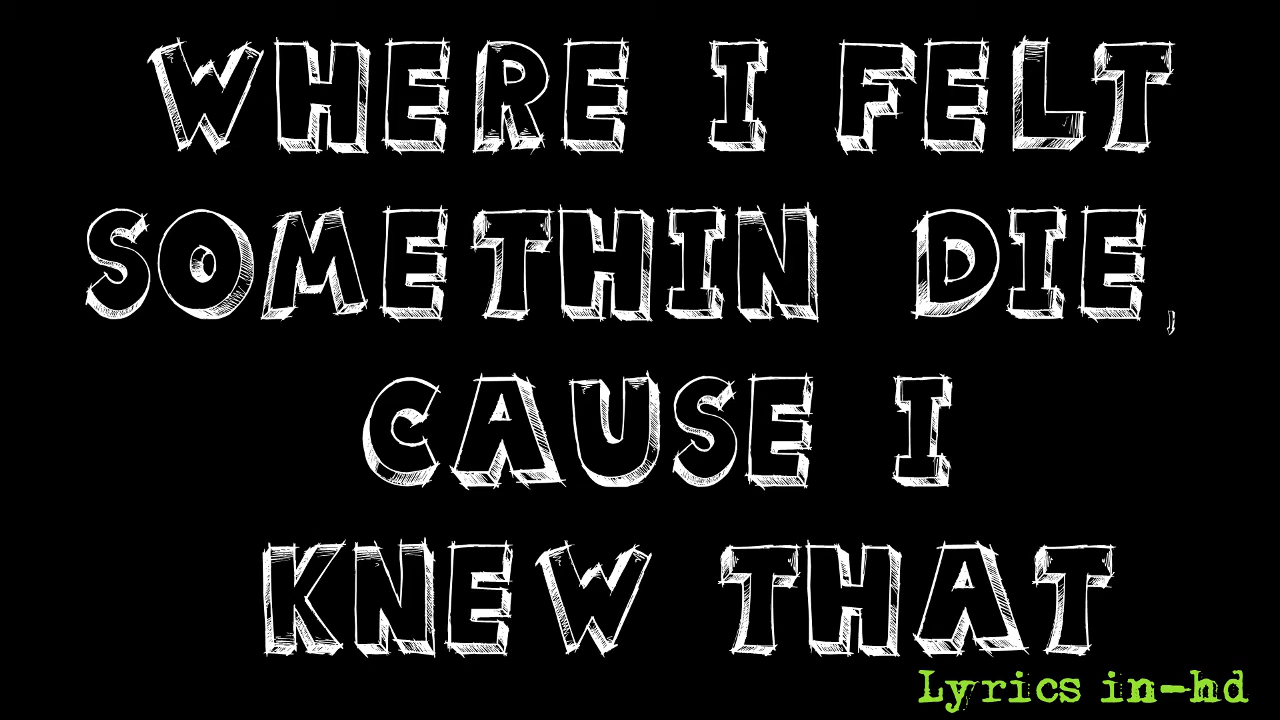 WHERE I FELT
SOMETHIN DIE,
CAUSE I
KNEW THAT
Lyrics in-hd